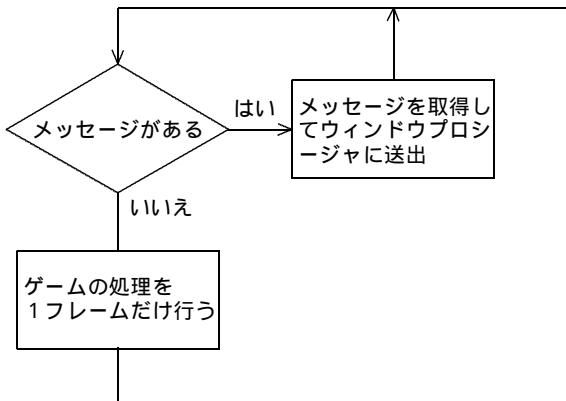 メッセージがある
はい
メッセージを取得し
てウィンドウプロシ
ージャに送出
いいえ
ゲームの処理を
１フレームだけ行う